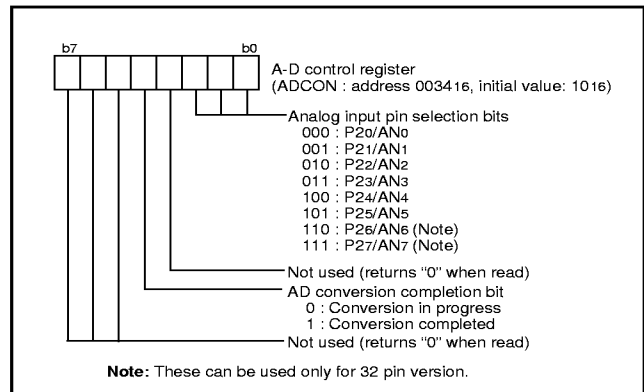 b7 b0
A-D control register
(ADCON : address 003416, initial value: 1016)
Analog input pin selection bits
000 : P20/AN0
001 : P21/AN1
010 : P22/AN2
011 : P23/AN3
100 : P24/AN4
101 : P25/AN5
110 : P26/AN6 (Note)
111 : P27/AN7 (Note)
Not used (returns “0” when read)
AD conversion completion bit
0 : Conversion in progress
1 : Conversion completed
Not used (returns “0” when read)
Note: These can be used only for 32 pin version.